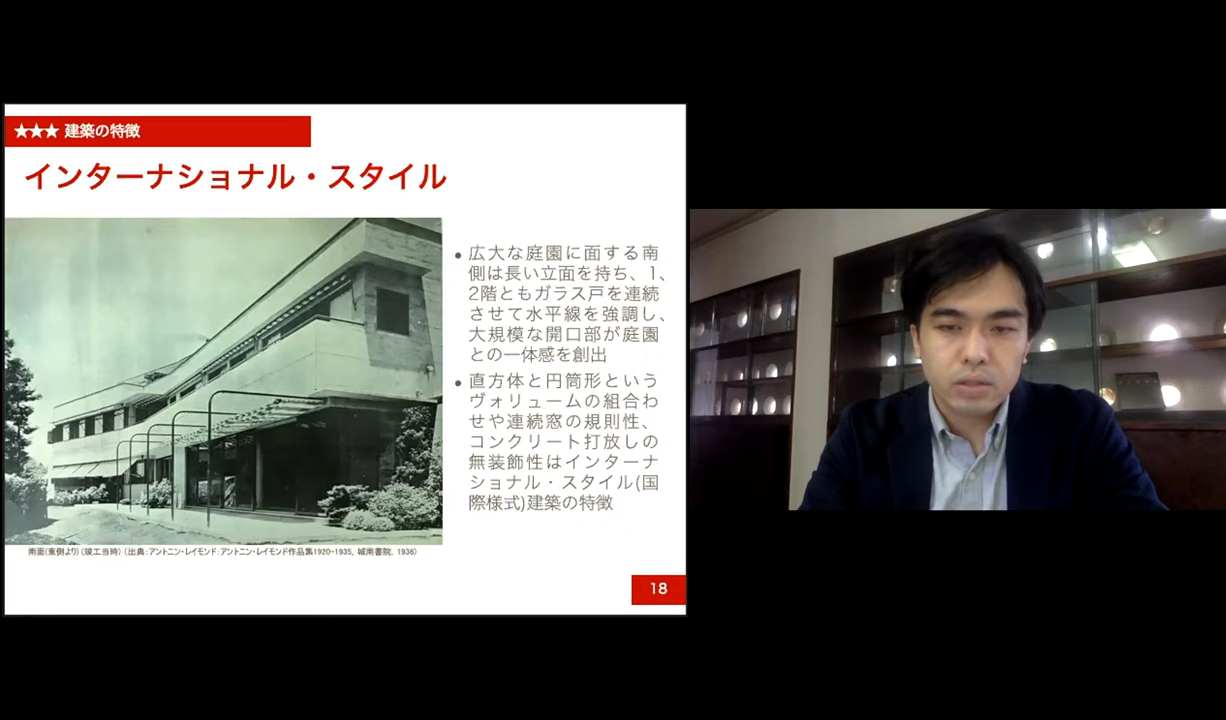 ★★★ 建築の特徴
インターナショナル・スタイル
• 広大な庭園に面する南
側は長い立面を持ち、1、
2階ともガラス戸を連続
させて水平線を強調し、
大規模な開口部が庭園
との一体感を創出
• 直方体と円筒形という
ヴォリュームの組合わ
せや連続窓の規則性、
コンクリート打放しの
無装飾性はインターナ
ショナル・スタイル(国
際様式)建築の特徴
南面(東側より)(竣工当時)(出典:アントニン・レイモンド:アントニン・レイモンド作品集1920-1935, 城南書院, 1936)
18